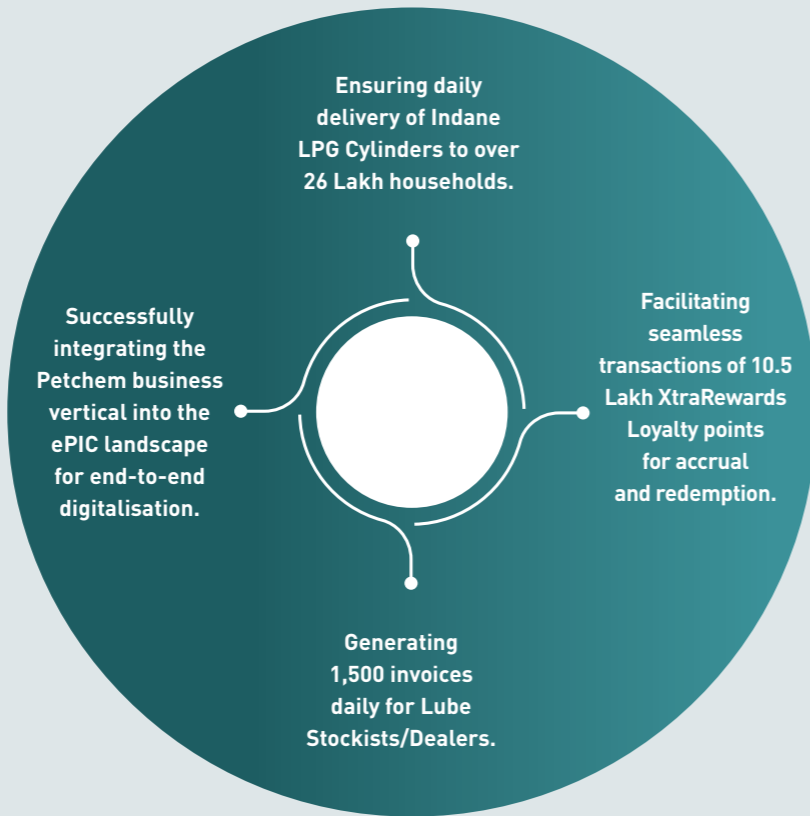 Ensuring daily
delivery of Indane
LPG Cylinders to over
26 Lakh households.
Successfully
integrating the
Petchem business
vertical into the
ePIC landscape
for end-to-end
digitalisation.
Facilitating
seamless
transactions of 10.5
Lakh XtraRewards
Loyalty points
for accrual
and redemption.
Generating
1,500 invoices
daily for Lube
Stockists/Dealers.